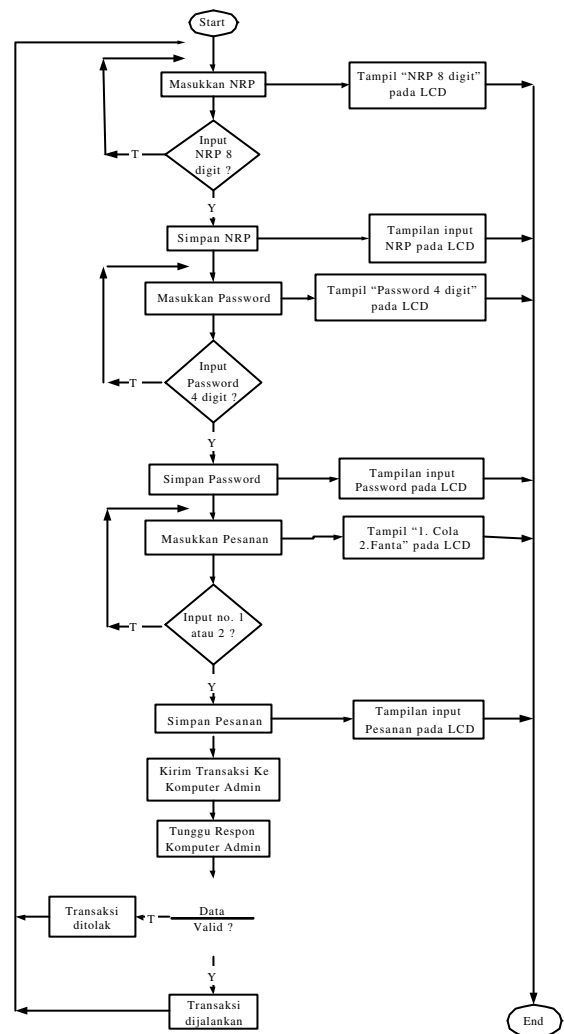 Start
Masukkan NRP
Tampil “NRP 8 digit”
pada LCD
Input
NRP 8
digit ?
T
Y
Simpan NRP
Tampilan input
NRP pada LCD
Masukkan Password
Tampil “Password 4 digit”
pada LCD
Input
Password
4 digit ?
T
Y
Simpan Password
Tampilan input
Password pada LCD
Masukkan Pesanan
Tampil “1. Cola
2.Fanta” pada LCD
Input no. 1
atau 2 ?
T
Y
Simpan Pesanan
Tampilan input
Pesanan pada LCD
Kirim Transaksi Ke
Komputer Admin
Tunggu Respon
Komputer Admin
Data
Valid ?
T
Transaksi
ditolak
Y
Transaksi
dijalankan
End